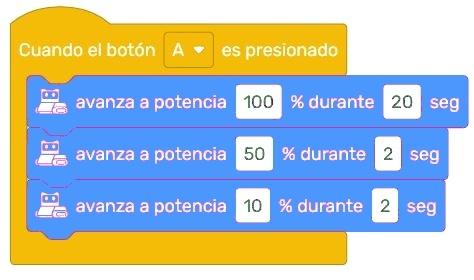 Cuando el botón A es presionado
avanza a potencia 100 % durante 20 seg
avanza a potencia 50 % durante 2 seg
avanza a potencia 10 % durante 2 seg